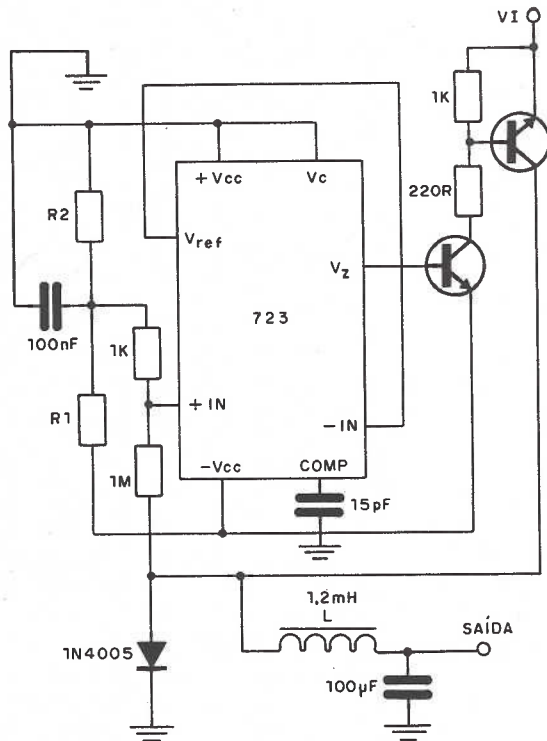 VI
1K
+ Vcc
Vc
220R
R2
Vref
Vz
723
100nF
1K
R1
+ IN
- IN
1M
-Vcc
COMP
15pF
1,2mH
L
SAÍDA
1N4005
100µF